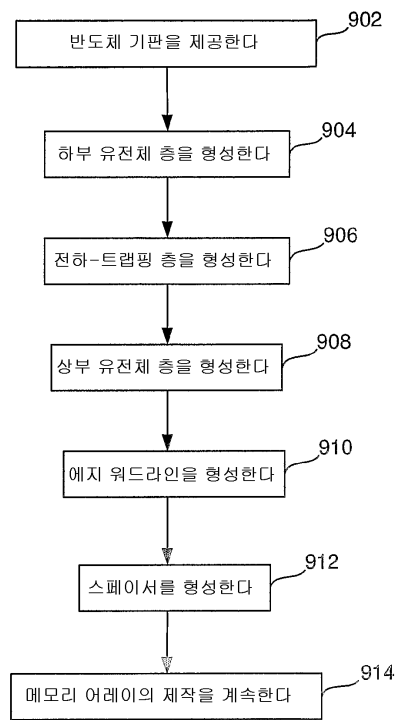 902
반도체 기판을 제공한다
904
하부 유전체 층을 형성한다
906
전하-트랩핑 층을 형성한다
908
상부 유전체 층을 형성한다
910
에지 워드라인을 형성한다
912
스페이서를 형성한다
914
메모리 어레이의 제작을 계속한다